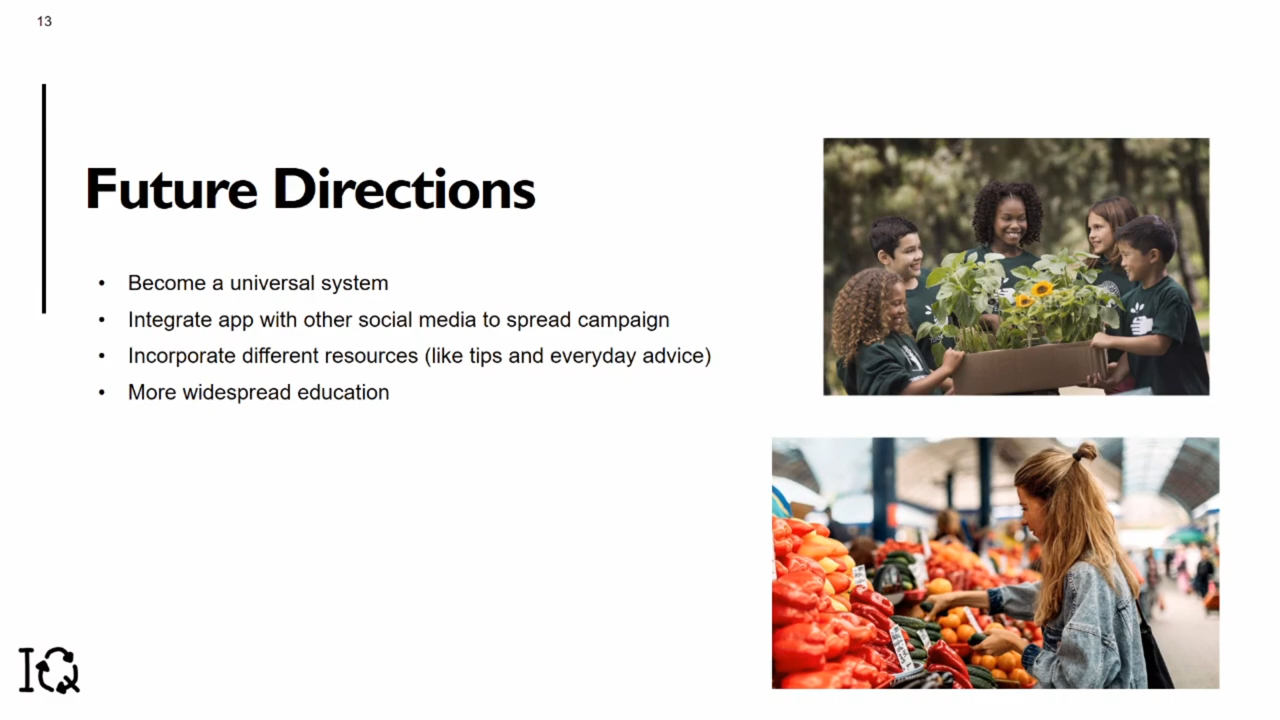 13
Future Directions
• Become a universal system
• Integrate app with other social media to spread campaign
• Incorporate different resources (like tips and everyday advice)
• More widespread education
IQ